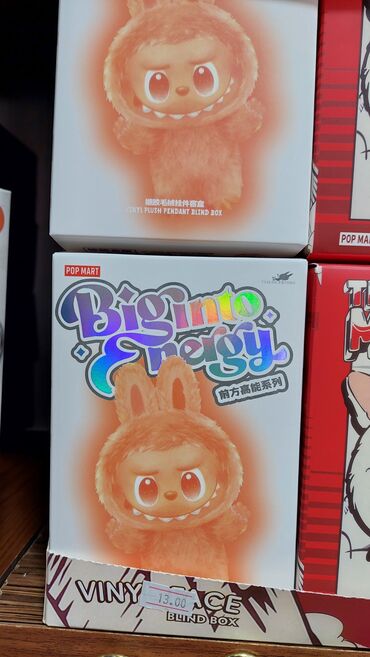 搪胶毛绒挂件盲盒
VINYL PLUSH PENDANT BLIND BOX
POP MART
POP MART
Big into
Energy
前方高能系列
VINY
ACE
13.00
BLIND BOX